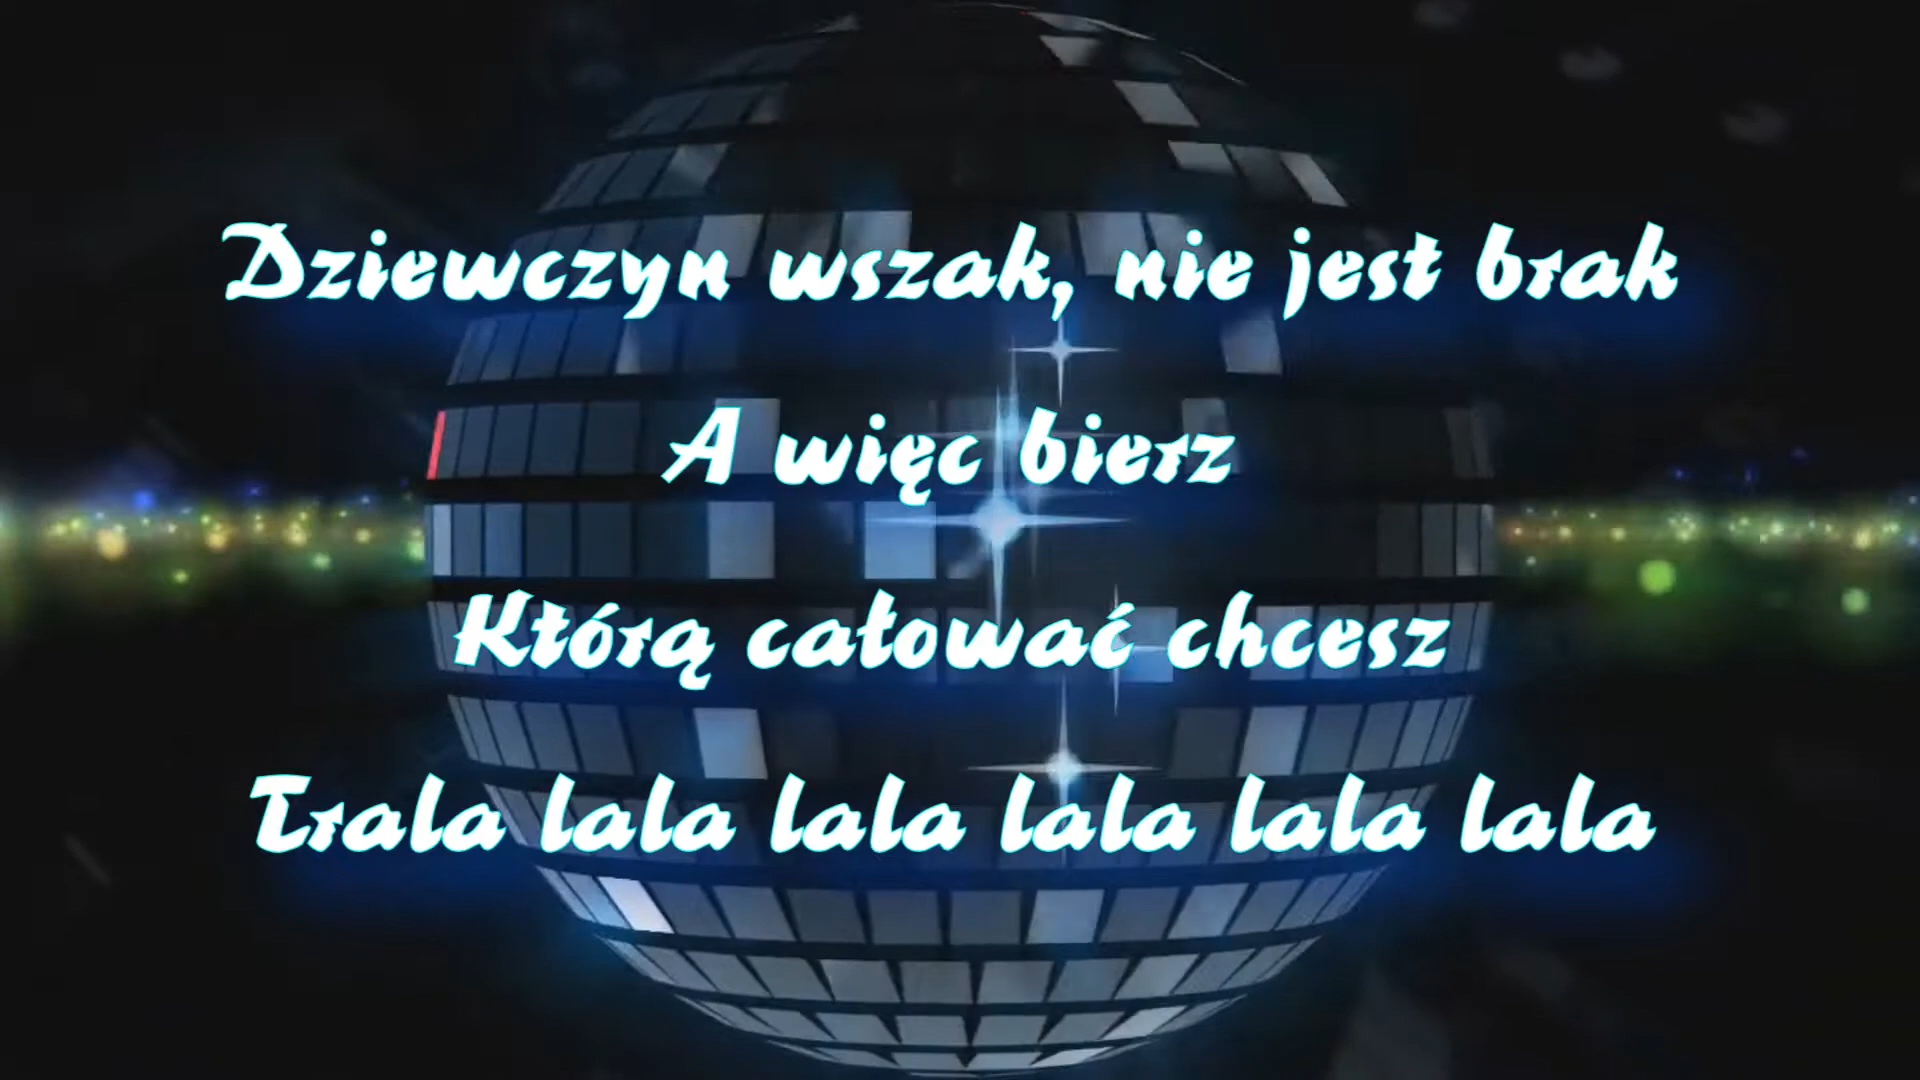 Dziewczyn wszak, nie jest brak
A więc bierz
Którą całować chcesz
Trala lala lala lala lala lala